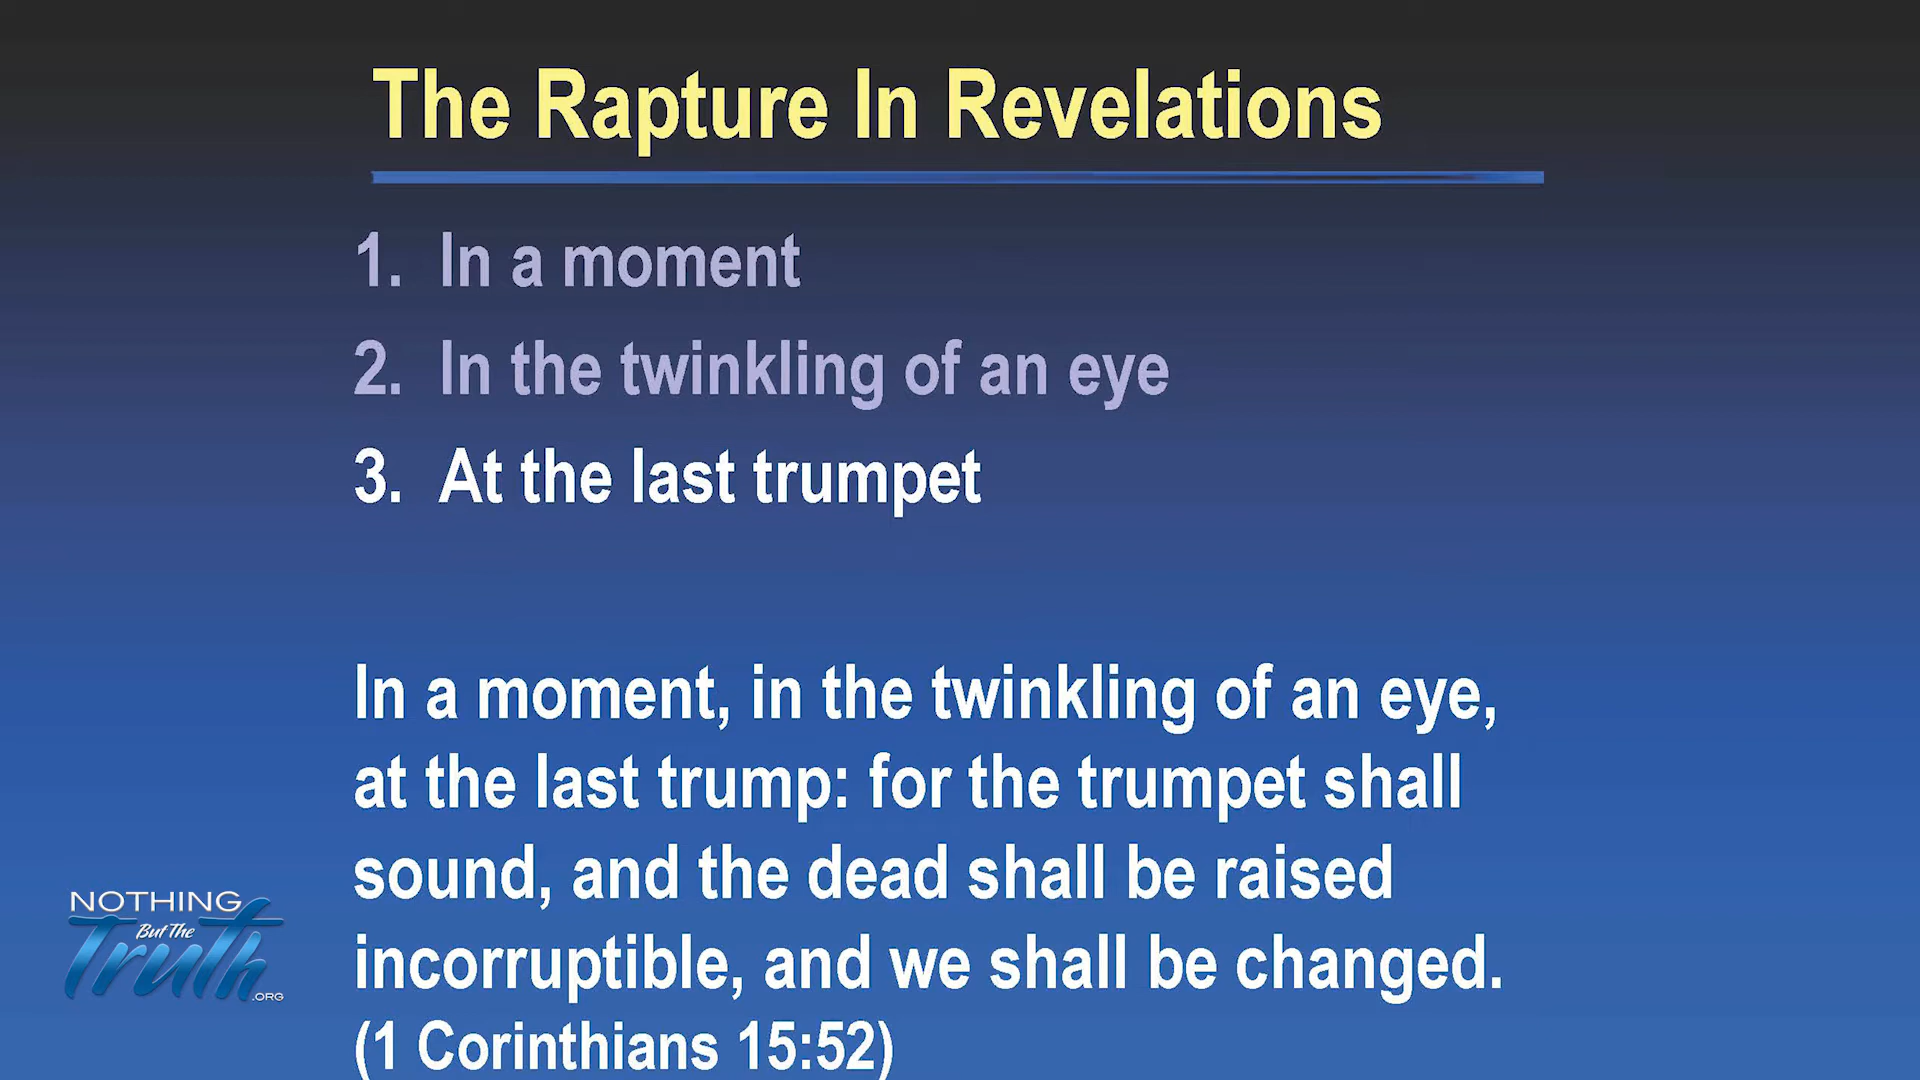 The Rapture In Revelations
1. In a moment
2. In the twinkling of an eye
3. At the last trumpet
In a moment, in the twinkling of an eye,
at the last trump: for the trumpet shall
sound, and the dead shall be raised
incorruptible, and we shall be changed.
(1 Corinthians 15:52)
NOTHING
But The
Truth
.ORG